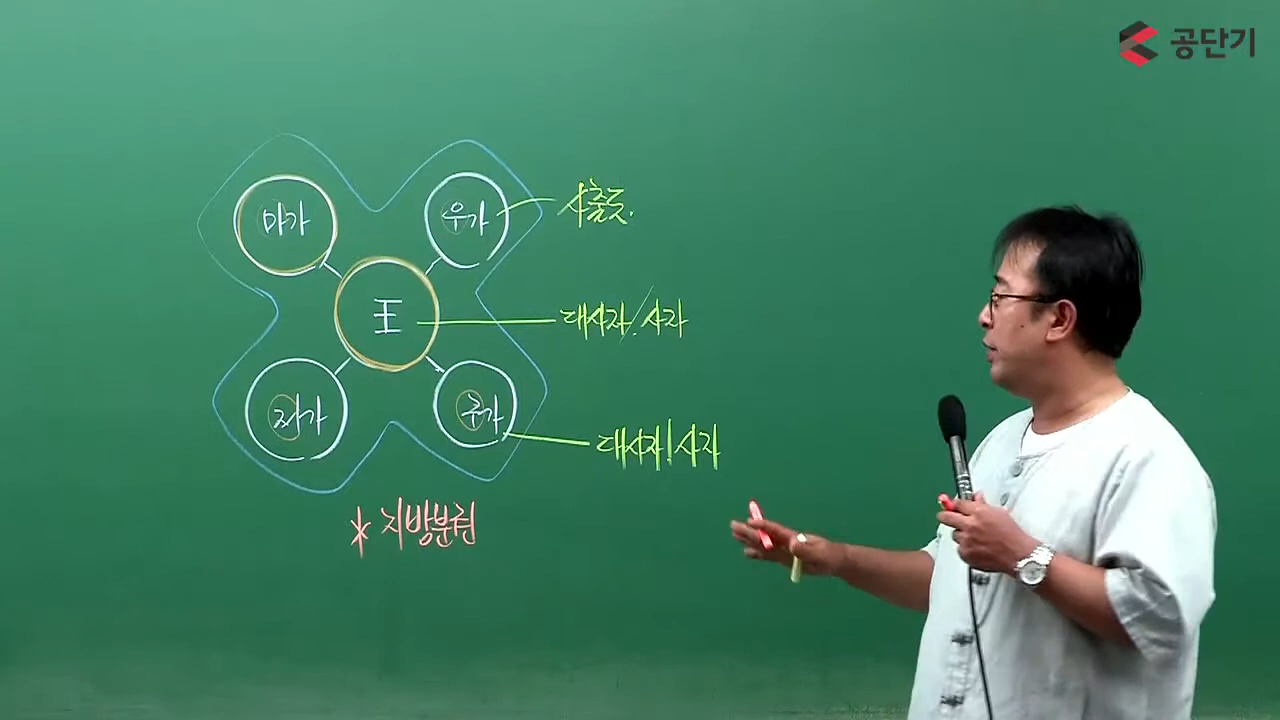 공단기
마가
우가
사출도.
王
대사자/사자
저가
구가
대사자/사자
* 지방분권